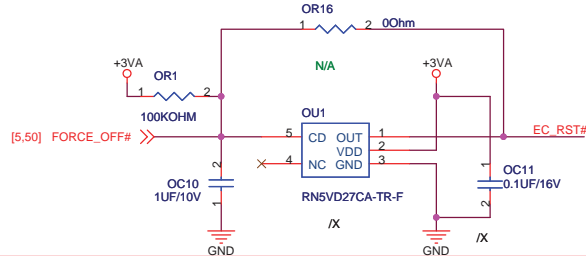 OR16
1 2 0Ohm
+3VA
N/A
+3VA
OR1
1 2
100KOHM
OU1
[5,50] FORCE_OFF#
5 CD OUT 1
EC_RST#
VDD 2
4 NC GND 3
2
OC10
1UF/10V
1
1
OC11
0.1UF/16V
2
RN5VD27CA-TR-F
/X
/X
GND
GND